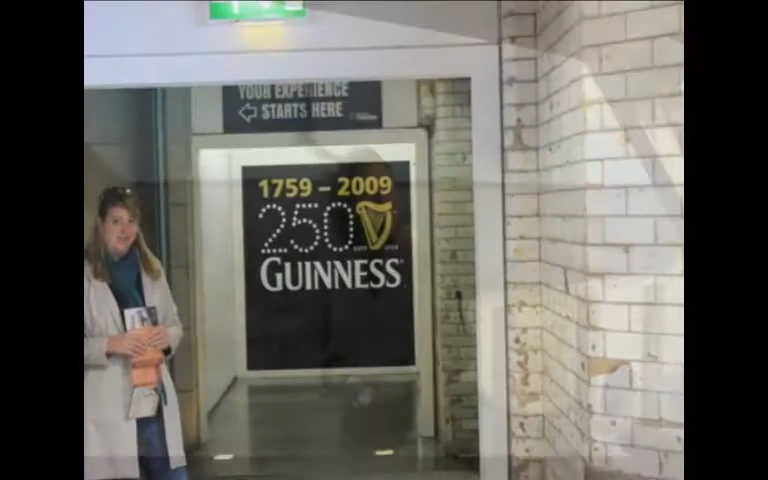 YOUR EXPERIENCE
STARTS HERE
1759 – 2009
250
GUINNESS